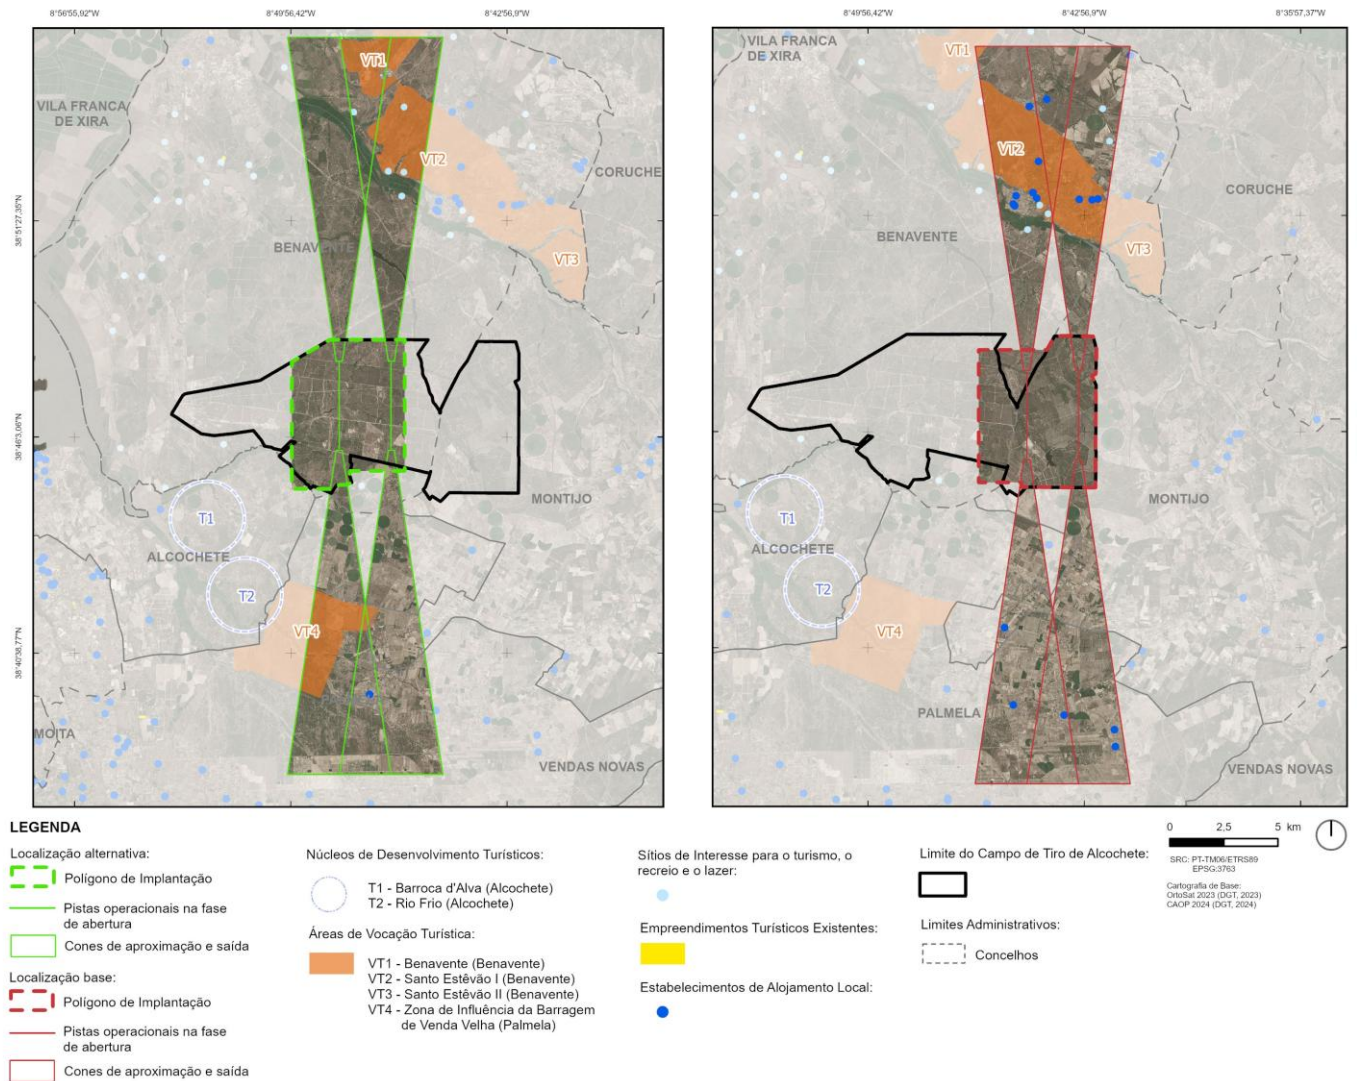 8°56'55,92"W
8°49'56,42"W
8°42'56,9"W
8°49'56,42"W
8°42'56,9"W
8°35'57,37"W
38°51'27,35"N
38°46'3,06"N
38°40'38,77"N
VILA FRANCA
DE XIRA
VT1
VT2
CORUCHE
BENAVENTE
VT3
MONTIJO
T1
ALCOCHETE
T2
VT4
MOITA
VENDAS NOVAS
VILA FRANCA
DE XIRA
VT1
VT2
CORUCHE
BENAVENTE
VT3
MONTIJO
T1
ALCOCHETE
T2
VT4
PALMELA
VENDAS NOVAS
LEGENDA
Localização alternativa:
Polígono de Implantação
Pistas operacionais na fase
de abertura
Cones de aproximação e saída
Localização base:
Polígono de Implantação
Pistas operacionais na fase
de abertura
Cones de aproximação e saída
Núcleos de Desenvolvimento Turísticos:
T1 - Barroca d'Alva (Alcochete)
T2 - Rio Frio (Alcochete)
Áreas de Vocação Turística:
VT1 - Benavente (Benavente)
VT2 - Santo Estêvão I (Benavente)
VT3 - Santo Estêvão II (Benavente)
VT4 - Zona de Influência da Barragem
de Venda Velha (Palmela)
Sítios de Interesse para o turismo, o
recreio e o lazer:
Empreendimentos Turísticos Existentes:
Estabelecimentos de Alojamento Local:
Limite do Campo de Tiro de Alcochete:
Limites Administrativos:
Concelhos
0 2,5 5 km
SRC: PT-TM06/ETRS89
EPSG:3763
Cartografia de Base:
OrtoSat 2023 (DGT, 2023)
CAOP 2024 (DGT, 2024)